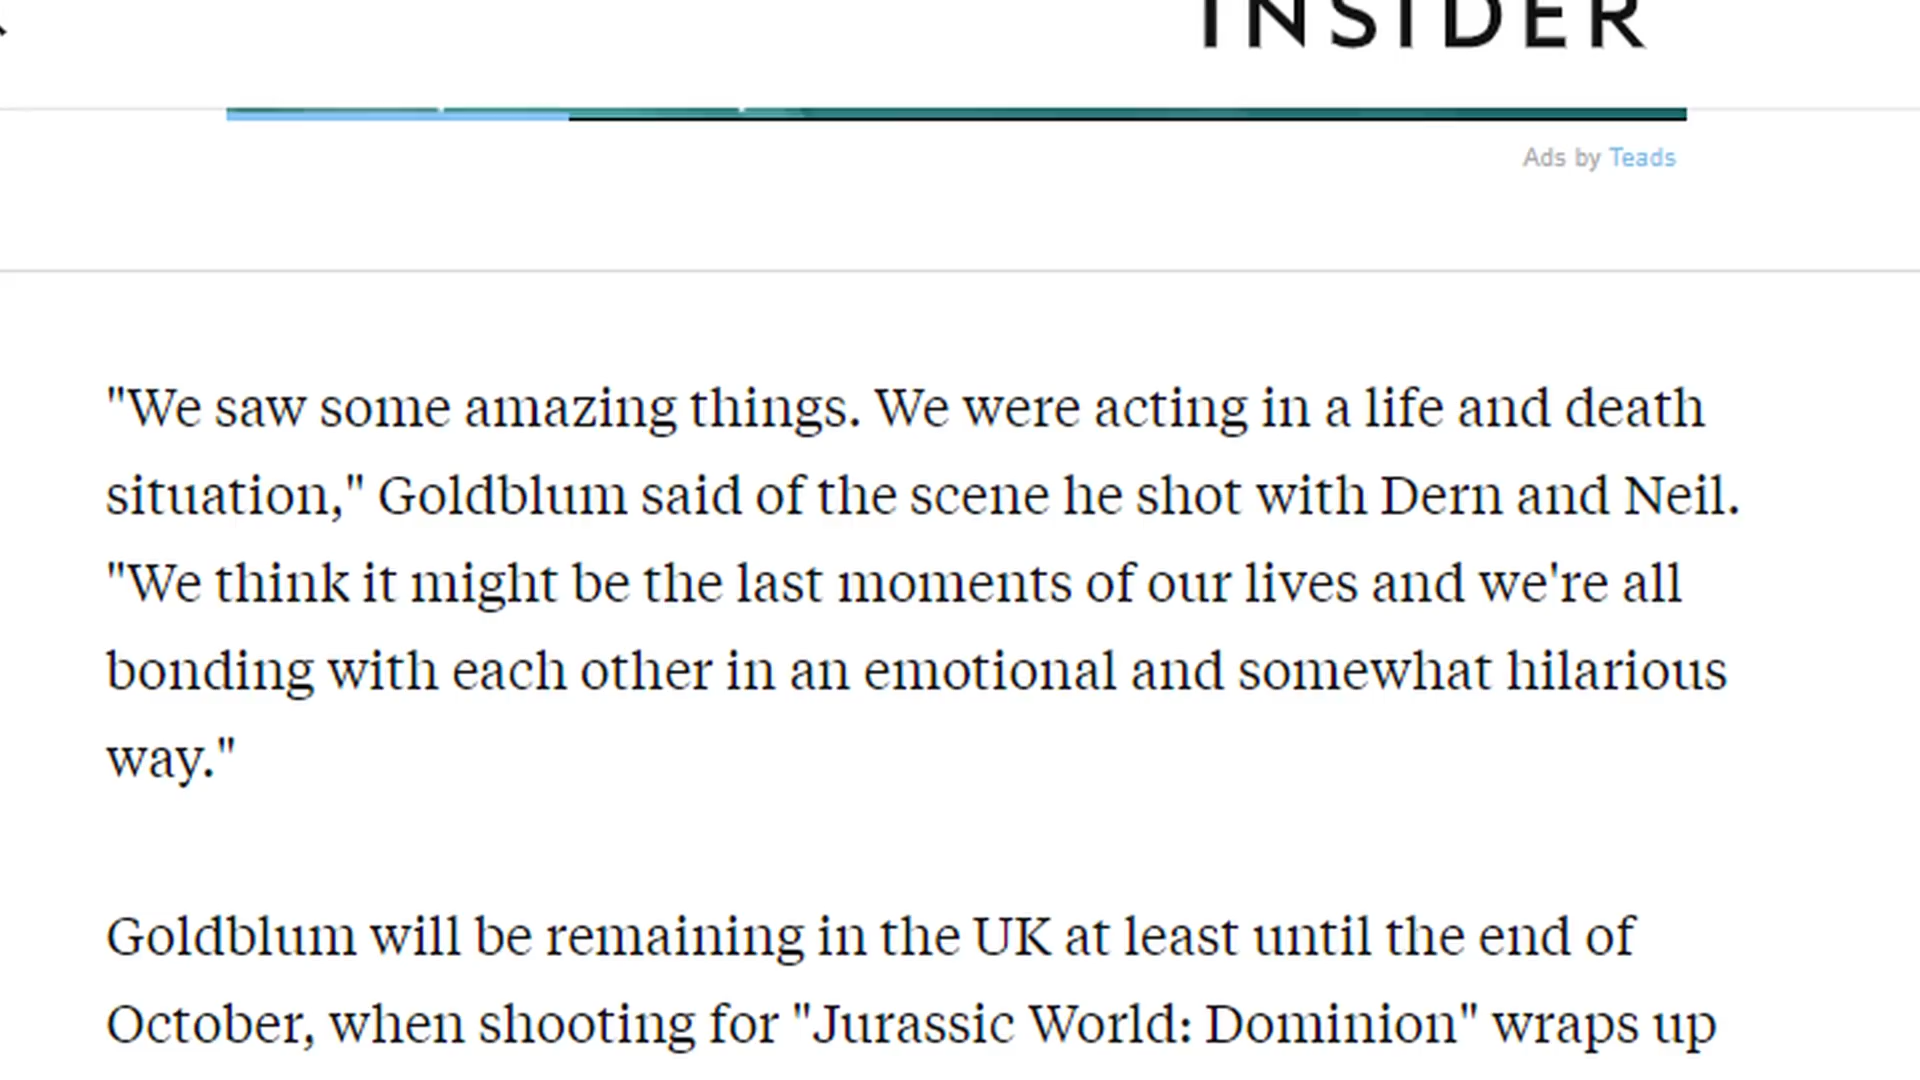 INSIDER
Ads by Teads
"We saw some amazing things. We were acting in a life and death
situation," Goldblum said of the scene he shot with Dern and Neil.
"We think it might be the last moments of our lives and we're all
bonding with each other in an emotional and somewhat hilarious
way."
Goldblum will be remaining in the UK at least until the end of
October, when shooting for "Jurassic World: Dominion" wraps up